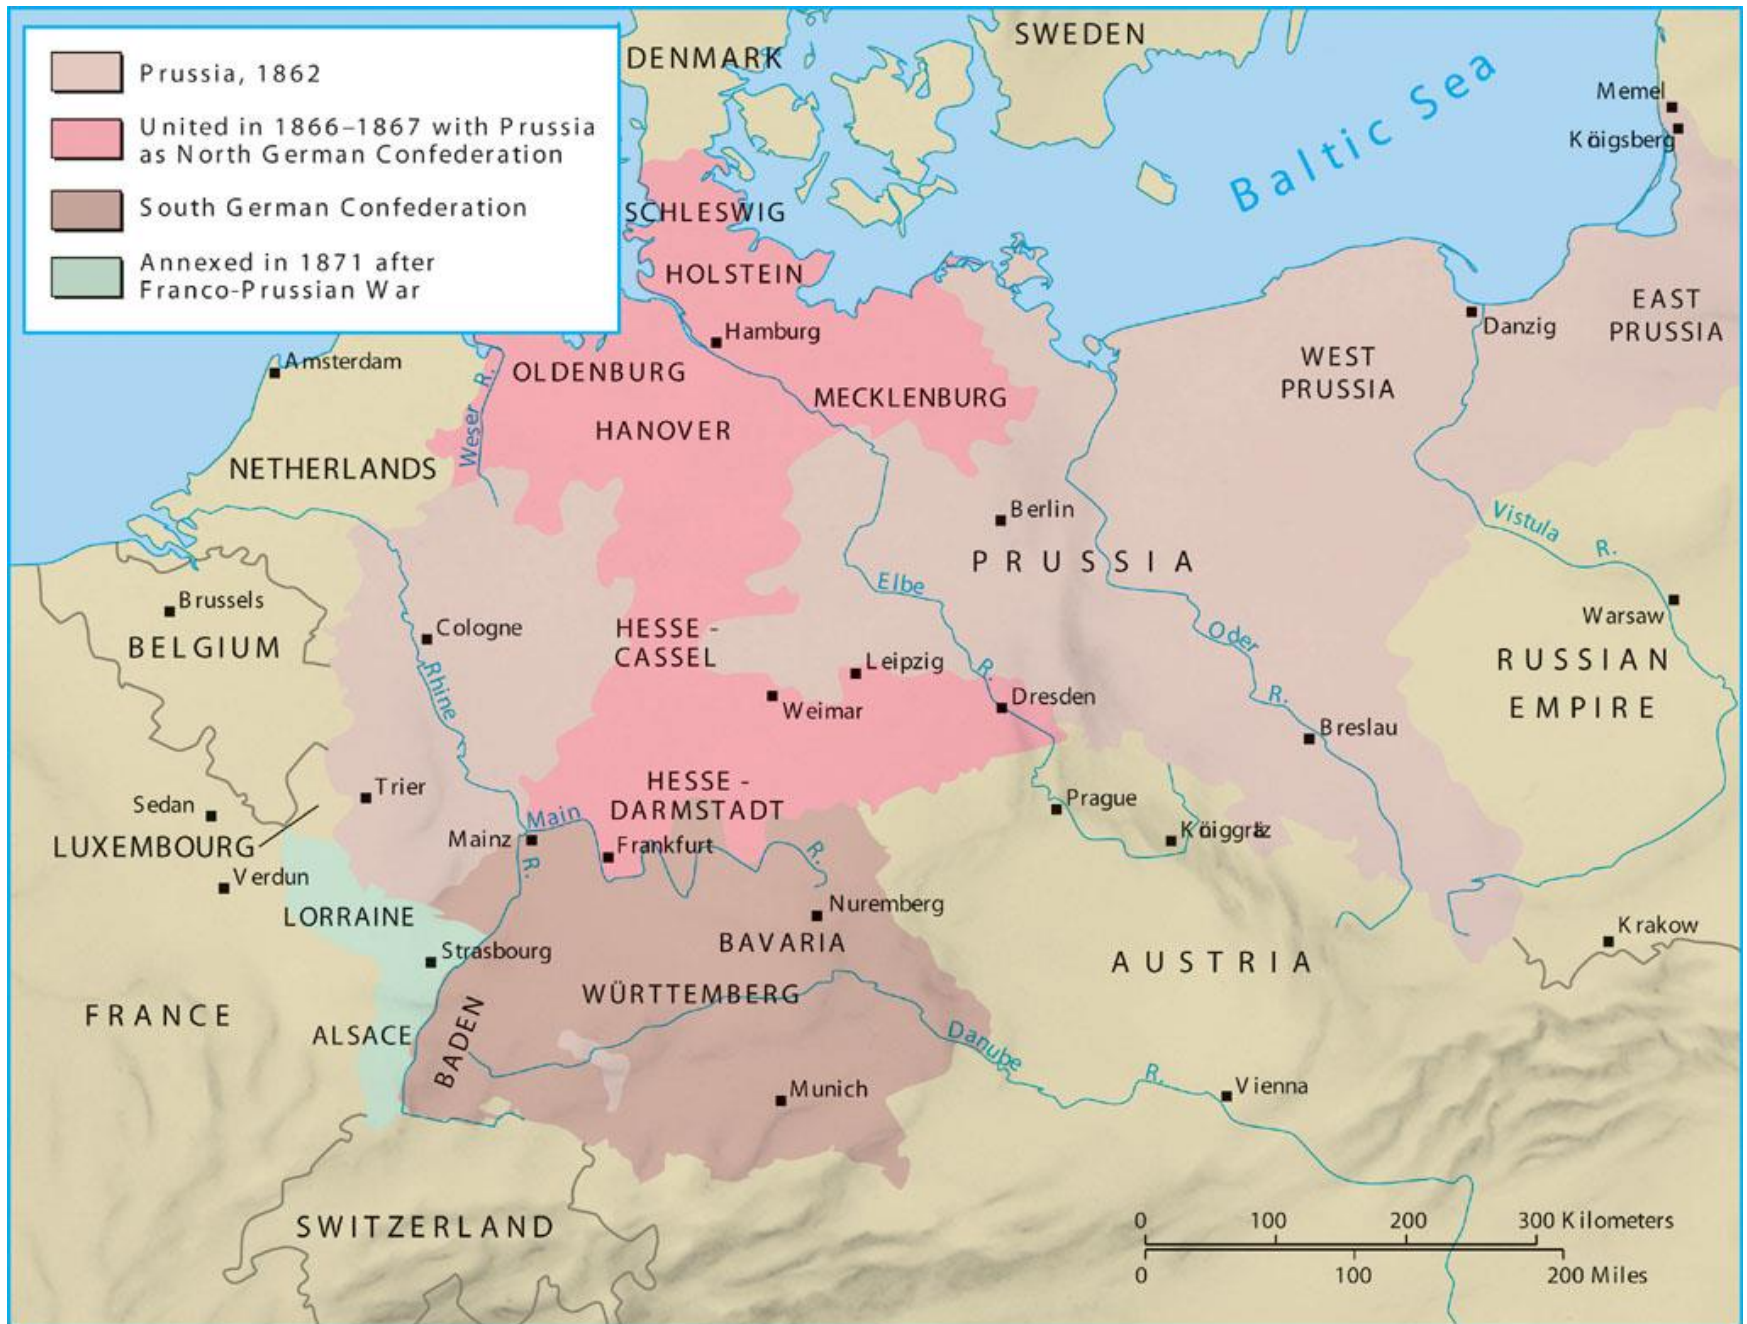 Prussia, 1862
United in 1866–1867 with Prussia
as North German Confederation
South German Confederation
Annexed in 1871 after
Franco-Prussian War
DENMARK
SWEDEN
Baltic Sea
Memel
SCHLESWIG
HOLSTEIN
Hamburg
OLDENBURG
MECKLENBURG
HANOVER
Weser R.
Amsterdam
NETHERLANDS
Danzig
EAST
PRUSSIA
WEST
PRUSSIA
Berlin
PRUSSIA
Vistula R.
Warsaw
RUSSIAN
EMPIRE
Brussels
BELGIUM
Cologne
Rhine R.
HESSE -
CASSEL
Elbe R.
Oder R.
Leipzig
Weimar
Dresden
Breslau
HESSE -
DARMSTADT
Trier
Sedan
LUXEMBOURG
Main R.
Mainz
Frankfurt
Prague
Verdun
LORRAINE
Strasbourg
Nuremberg
BAVARIA
WÜRTTEMBERG
Krakow
AUSTRIA
FRANCE
ALSACE
BADEN
Danube R.
Munich
Vienna
SWITZERLAND
0 100 200 300 Kilometers
0 100 200 Miles